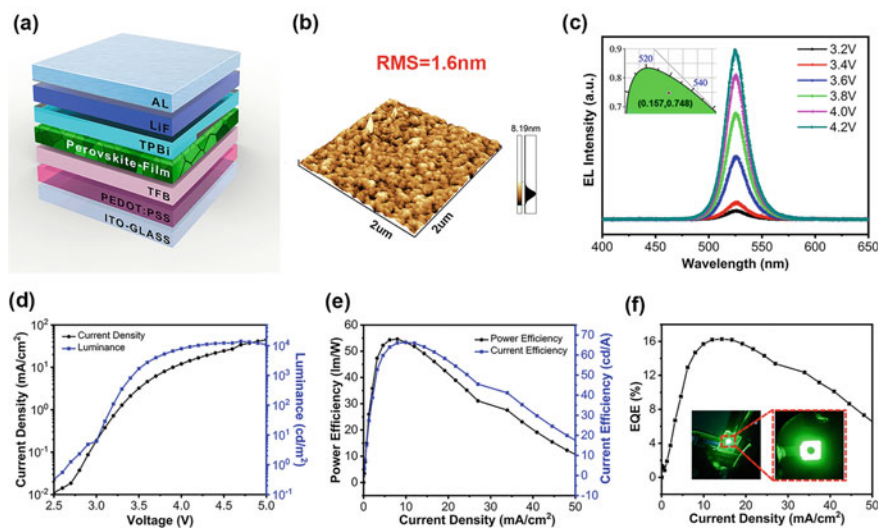 (a)
AL
LiF
TPBi
Perovskite-Film
TFB
PEDOT:PSS
ITO-GLASS
(b)
RMS=1.6nm
8.19nm
2um
2um
(c)
EL Intensity (a.u.)
0.9
0.8
0.7
520
540
(0.157,0.748)
3.2V
3.4V
3.6V
3.8V
4.0V
4.2V
400 450 500 550 600 650
Wavelength (nm)
(d)
Current Density (mA/cm²)
10²
10¹
10⁰
10⁻¹
10⁻²
Current Density
Luminance
10⁵
10⁴
10³
10²
10¹
10⁰
10⁻¹
Luminance (cd/m²)
2.5 3.0 3.5 4.0 4.5 5.0
Voltage (V)
(e)
Power Efficiency (lm/W)
60
50
40
30
20
10
0
Power Efficiency
Current Efficiency
70
60
50
40
30
20
10
0
-10
Current Efficiency (cd/A)
0 10 20 30 40 50
Current Density (mA/cm²)
(f)
EQE (%)
16
12
8
4
0
0 10 20 30 40 50
Current Density (mA/cm²)